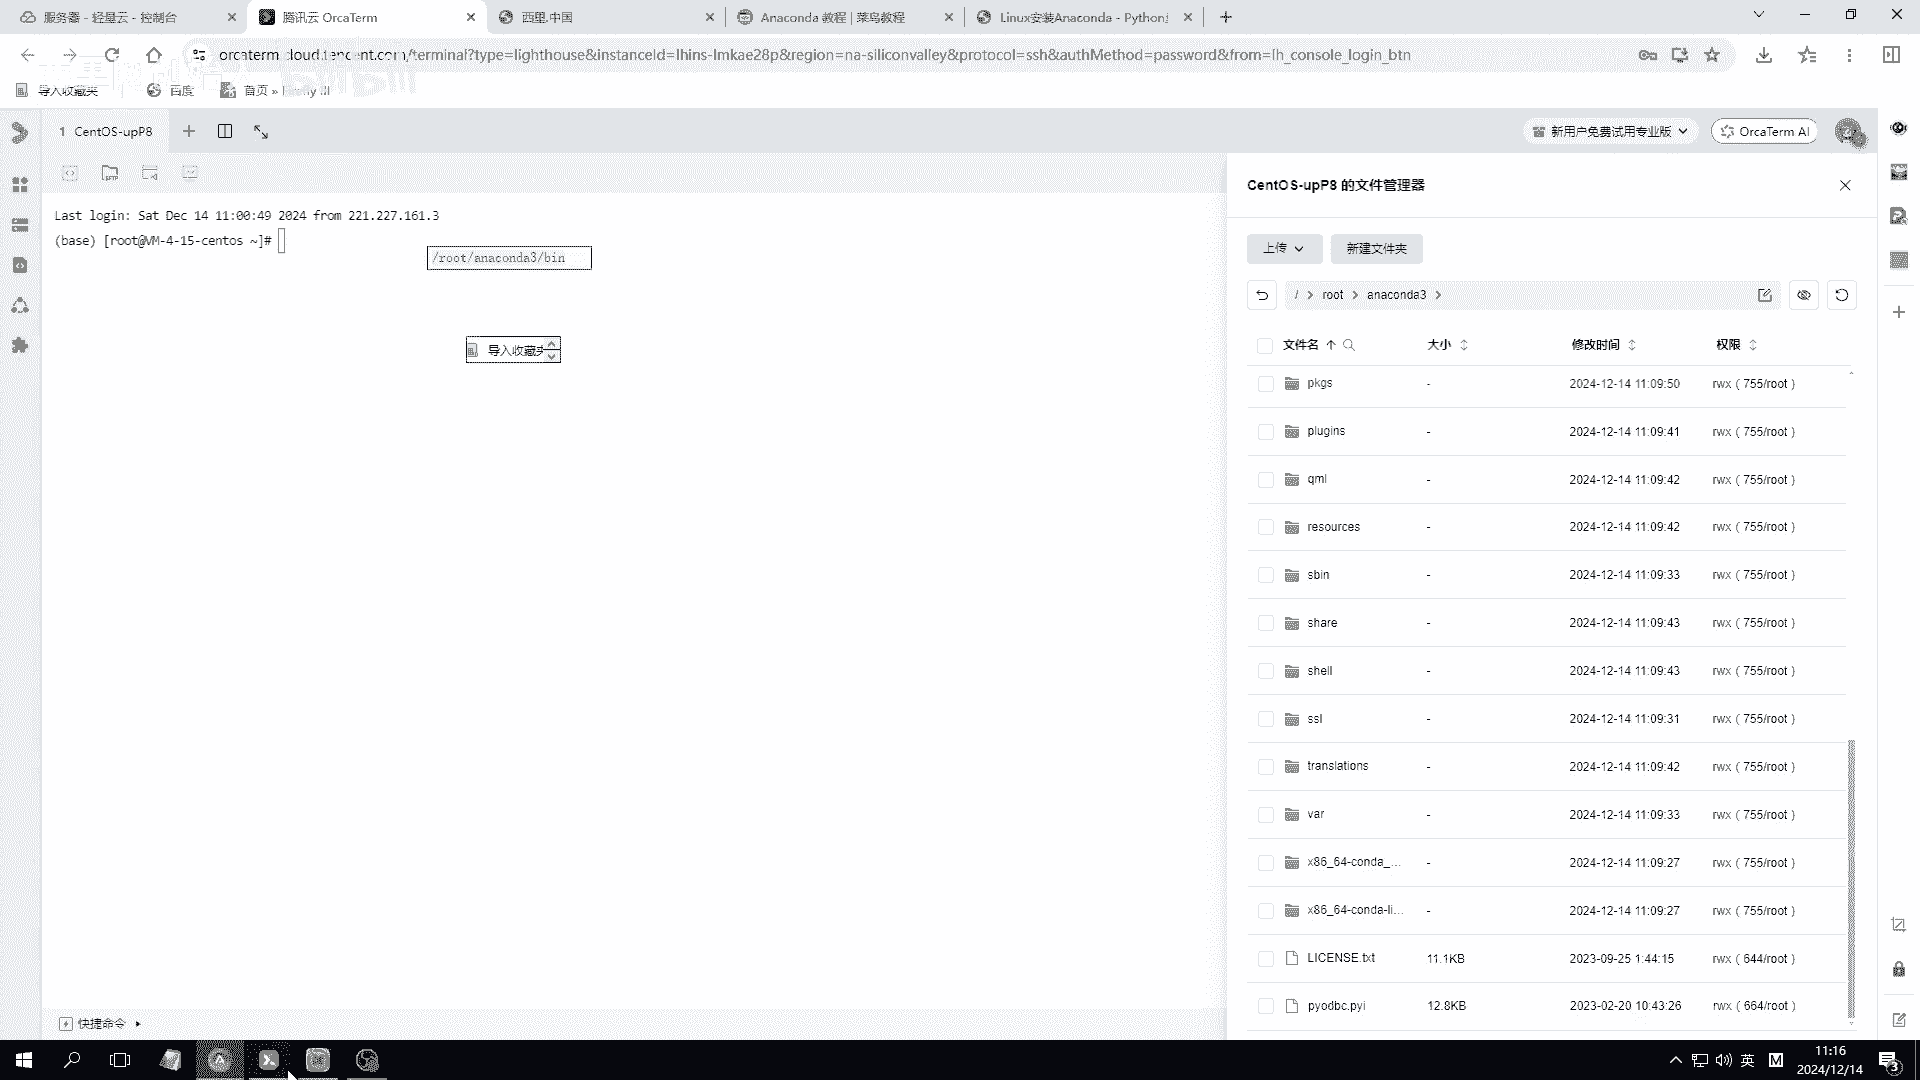 服务器 - 轻量云 - 控制台
腾讯云 OrcaTerm
西里.中国
Anaconda 教程 | 菜鸟教程
Linux安装Anaconda - Python
orcaterm.cloud.tencent.com/terminal?type=lighthouse&instanceId=lhins-lmkae28p&region=na-siliconvalley&protocol=ssh&authMethod=password&from=lh_console_login_btn
导入收藏夹
百度
首页 »
1 CentOS-upP8
新用户免费试用专业版
OrcaTerm AI
CentOS-upP8 的文件管理器
Last login: Sat Dec 14 11:00:49 2024 from 221.227.161.3
(base) [root@VM-4-15-centos ~]#
/root/anaconda3/bin
导入收藏夹
上传
新建文件夹
/ > root > anaconda3 >
文件名 大小 修改时间 权限
pkgs - 2024-12-14 11:09:50 rwx ( 755/root )
plugins - 2024-12-14 11:09:41 rwx ( 755/root )
qml - 2024-12-14 11:09:42 rwx ( 755/root )
resources - 2024-12-14 11:09:42 rwx ( 755/root )
sbin - 2024-12-14 11:09:33 rwx ( 755/root )
share - 2024-12-14 11:09:43 rwx ( 755/root )
shell - 2024-12-14 11:09:43 rwx ( 755/root )
ssl - 2024-12-14 11:09:31 rwx ( 755/root )
translations - 2024-12-14 11:09:42 rwx ( 755/root )
var - 2024-12-14 11:09:33 rwx ( 755/root )
x86_64-conda_... - 2024-12-14 11:09:27 rwx ( 755/root )
x86_64-conda-li... - 2024-12-14 11:09:27 rwx ( 755/root )
LICENSE.txt 11.1KB 2023-09-25 1:44:15 rwx ( 644/root )
pyodbc.pyi 12.8KB 2023-02-20 10:43:26 rwx ( 664/root )
快捷命令
英
M
11:16
2024/12/14
3